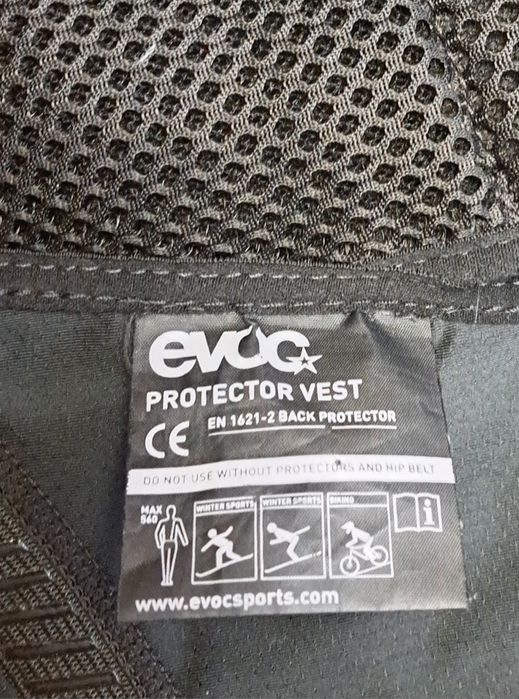 evoc
PROTECTOR VEST
CE EN 1621-2 BACK PROTECTOR
DO NOT USE WITHOUT PROTECTORS AND HIP BELT
MAX
560
WINTER SPORTS WINTER SPORTS BIKING
i
www.evocsports.com